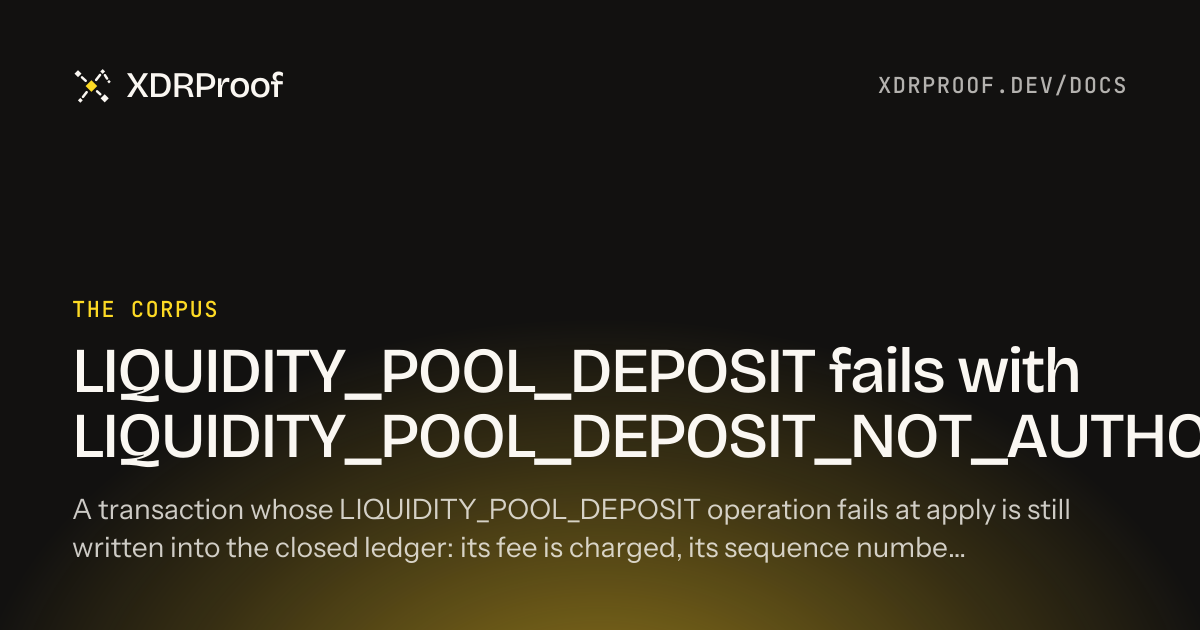 XDRProof
XDRPROOF.DEV/DOCS
THE CORPUS
LIQUIDITY_POOL_DEPOSIT fails with
LIQUIDITY_POOL_DEPOSIT_NOT_AUTHO
A transaction whose LIQUIDITY_POOL_DEPOSIT operation fails at apply is still
written into the closed ledger: its fee is charged, its sequence numbe...